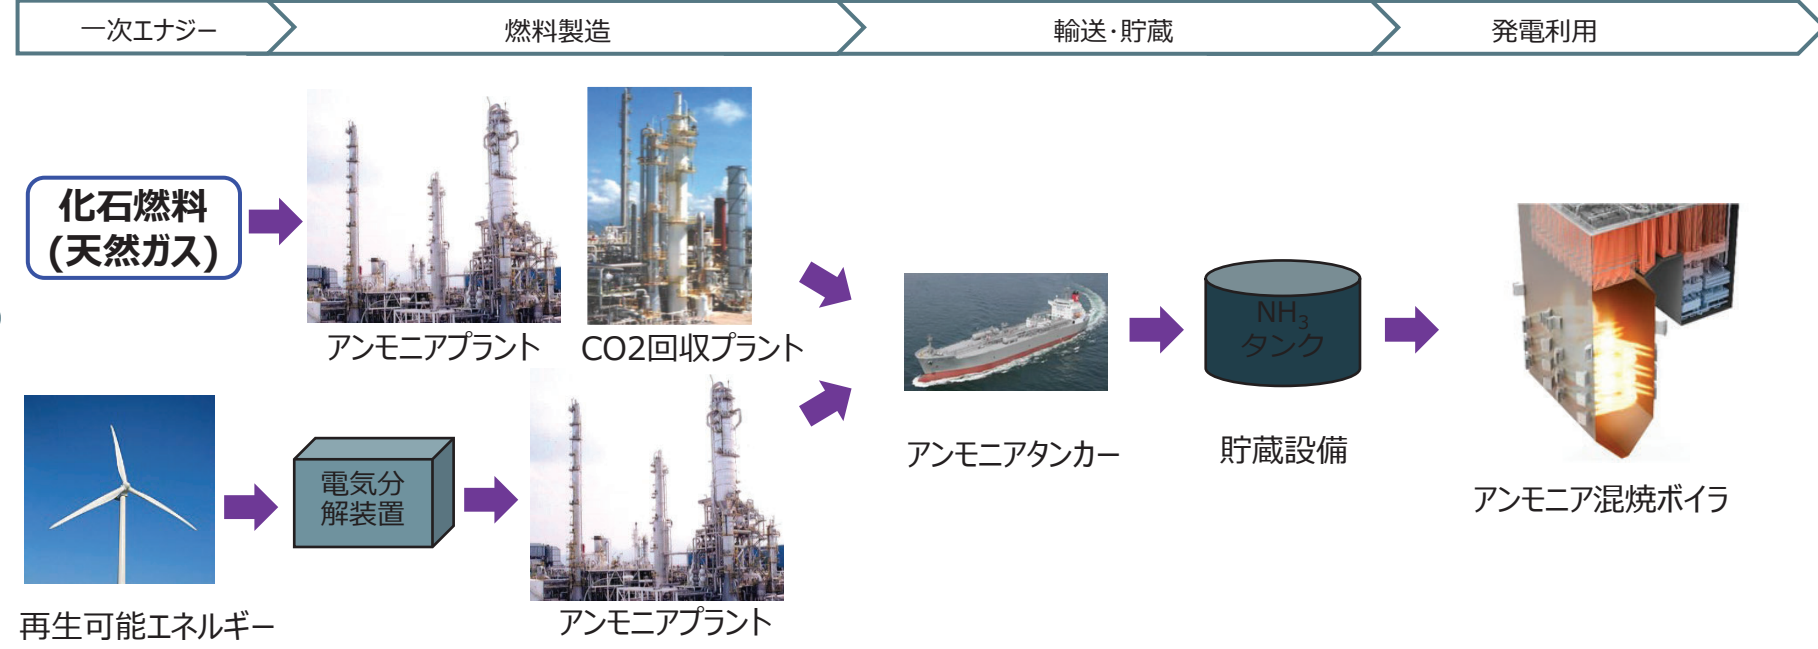 一次エナジー
燃料製造
輸送・貯蔵
発電利用
化石燃料
(天然ガス)
アンモニアプラント
CO2回収プラント
NH3
タンク
アンモニアタンカー
貯蔵設備
アンモニア混焼ボイラ
電気分
解装置
再生可能エネルギー
アンモニアプラント